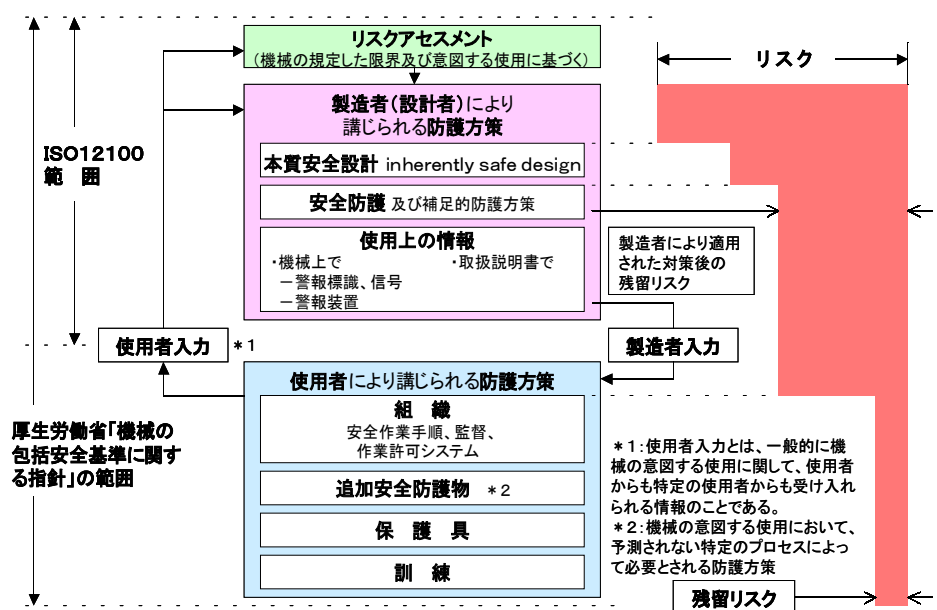 リスクアセスメント
(機械の規定した限界及び意図する使用に基づく)
リスク
製造者(設計者)により
講じられる防護方策
ISO12100
範　囲
本質安全設計 inherently safe design
安全防護 及び補足的防護方策
使用上の情報
・機械上で　・取扱説明書で
－警報標識、信号
－警報装置
製造者により適用
された対策後の
残留リスク
使用者入力 ＊1
製造者入力
使用者により講じられる防護方策
組　織
安全作業手順、監督、
作業許可システム
追加安全防護物 ＊2
保　護　具
訓　練
厚生労働省「機械の
包括安全基準に関す
る指針」の範囲
＊1:使用者入力とは、一般的に機
械の意図する使用に関して、使用者
からも特定の使用者からも受け入れ
られる情報のことである。
＊2:機械の意図する使用において、
予測されない特定のプロセスによっ
て必要とされる防護方策
残留リスク